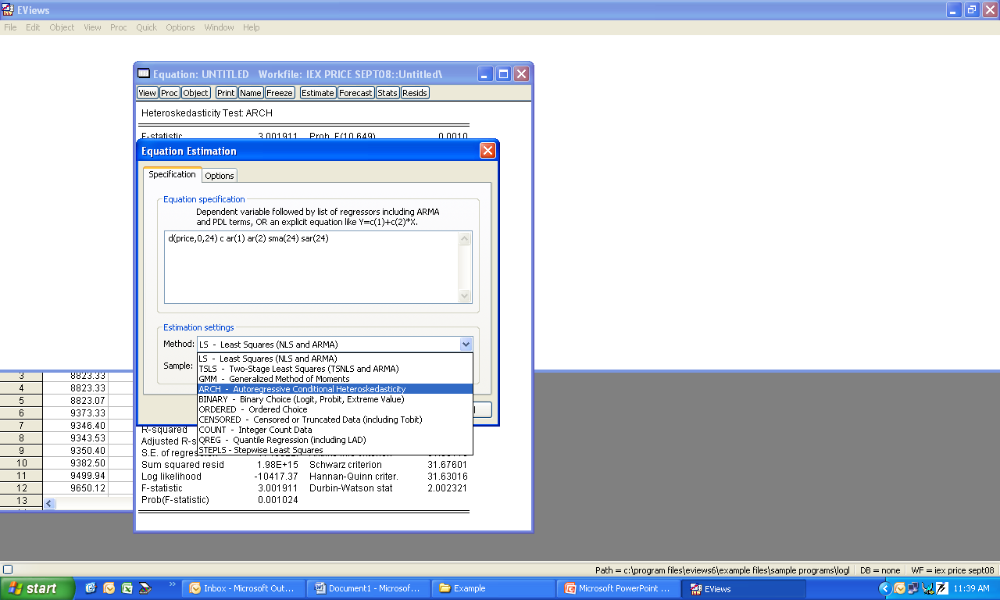 EViews
File Edit Object View Proc Quick Options Window Help
Equation: UNTITLED Workfile: IEX PRICE SEPT08::Untitled\
View Proc Object Print Name Freeze Estimate Forecast Stats Resids
Heteroskedasticity Test: ARCH
F-statistic 3.001911 Prob. F(10,649) 0.0010
Equation Estimation
Specification Options
Equation specification
Dependent variable followed by list of regressors including ARMA
and PDL terms, OR an explicit equation like Y=c(1)+c(2)*X.
d(price,0,24) c ar(1) ar(2) sma(24) sar(24)
Estimation settings
Method: LS - Least Squares (NLS and ARMA)
Sample:
LS - Least Squares (NLS and ARMA)
TSLS - Two-Stage Least Squares (TSNLS and ARMA)
GMM - Generalized Method of Moments
ARCH - Autoregressive Conditional Heteroskedasticity
BINARY - Binary Choice (Logit, Probit, Extreme Value)
ORDERED - Ordered Choice
CENSORED - Censored or Truncated Data (including Tobit)
COUNT - Integer Count Data
QREG - Quantile Regression (including LAD)
STEPLS - Stepwise Least Squares
3 8823.33
4 8823.33
5 8823.07
6 9373.33
7 9346.40
8 9343.53
9 9350.40
10 9382.50
11 9499.94
12 9650.12
13
R-squared
Adjusted R-s
S.E. of regre
Sum squared resid 1.98E+15 Schwarz criterion 31.67601
Log likelihood -10417.37 Hannan-Quinn criter. 31.63016
F-statistic 3.001911 Durbin-Watson stat 2.002321
Prob(F-statistic) 0.001024
Path = c:\program files\eviews6\example files\sample programs\logl DB = none WF = iex price sept08
start Inbox - Microsoft Out... Document1 - Microsof... Example Microsoft PowerPoint ... EViews 11:39 AM